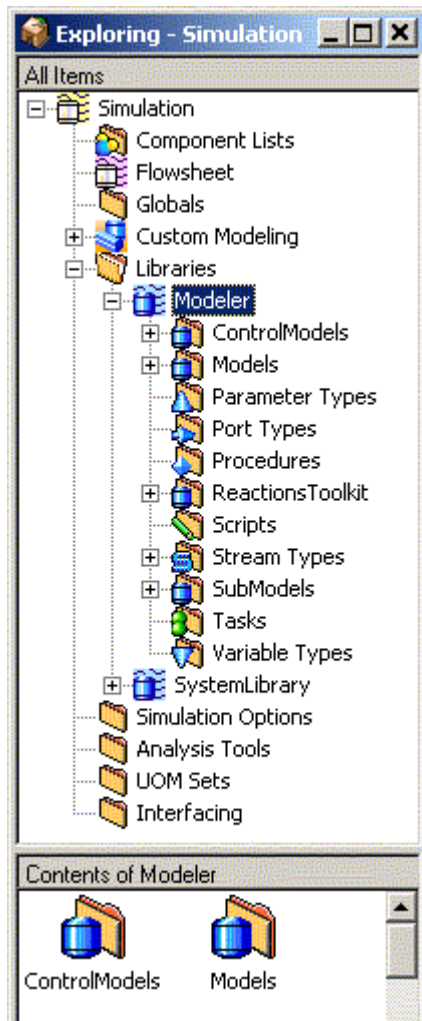 Exploring - Simulation
All Items
Simulation
Component Lists
Flowsheet
Globals
Custom Modeling
Libraries
Modeler
ControlModels
Models
Parameter Types
Port Types
Procedures
ReactionsToolkit
Scripts
Stream Types
SubModels
Tasks
Variable Types
SystemLibrary
Simulation Options
Analysis Tools
UOM Sets
Interfacing
Contents of Modeler
ControlModels Models